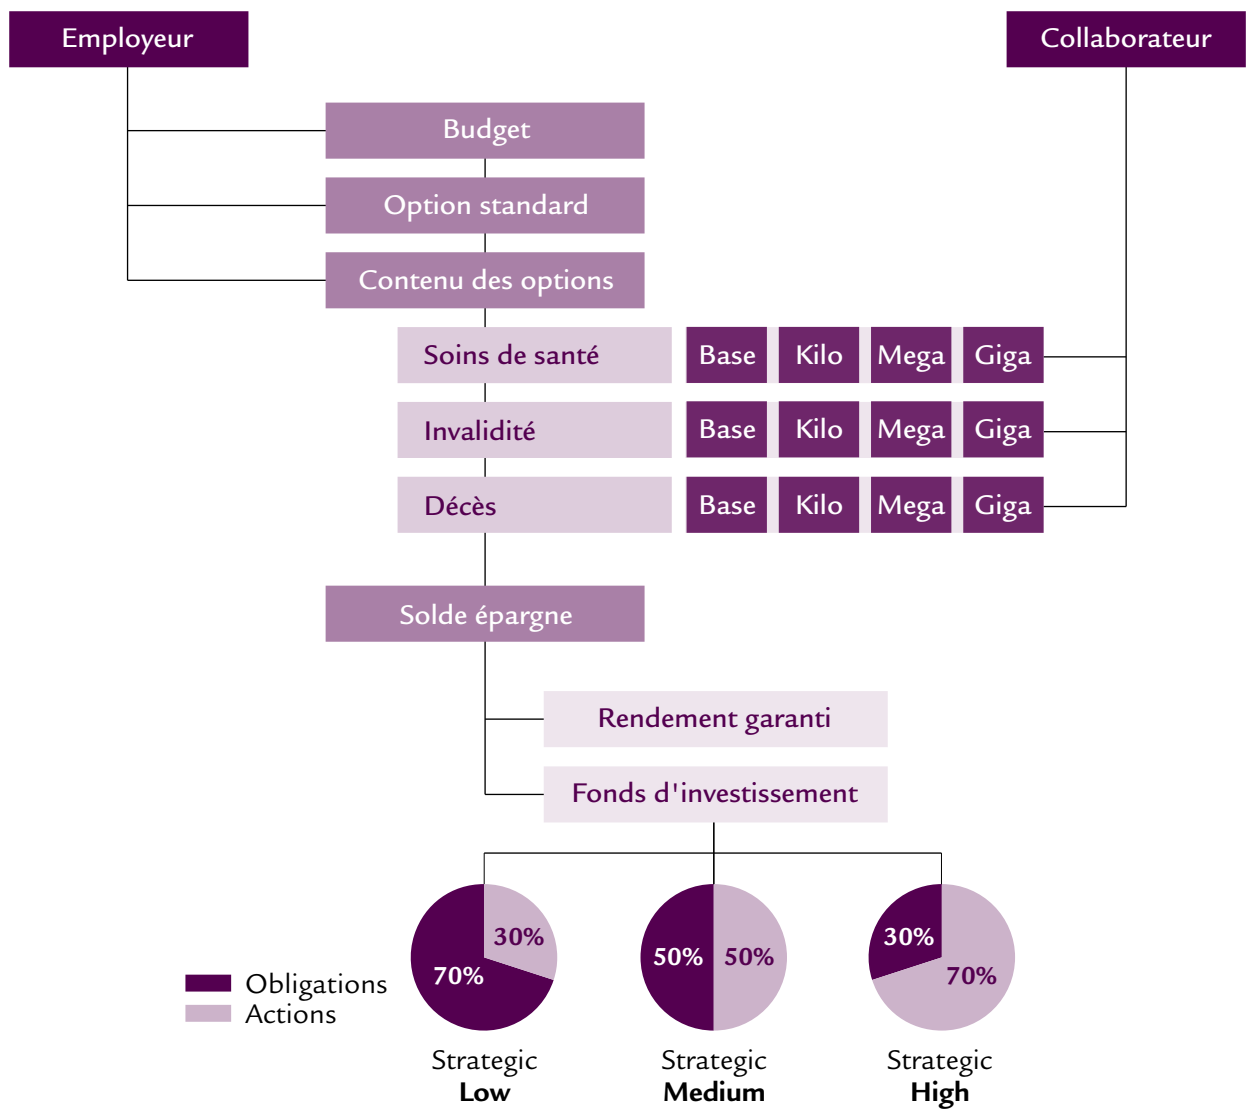 Employeur
Collaborateur
Budget
Option standard
Contenu des options
Soins de santé Base Kilo Mega Giga
Invalidité Base Kilo Mega Giga
Décès Base Kilo Mega Giga
Solde épargne
Rendement garanti
Fonds d'investissement
30% 70%
50% 50%
30% 70%
Obligations
Actions
Strategic
Low
Strategic
Medium
Strategic
High